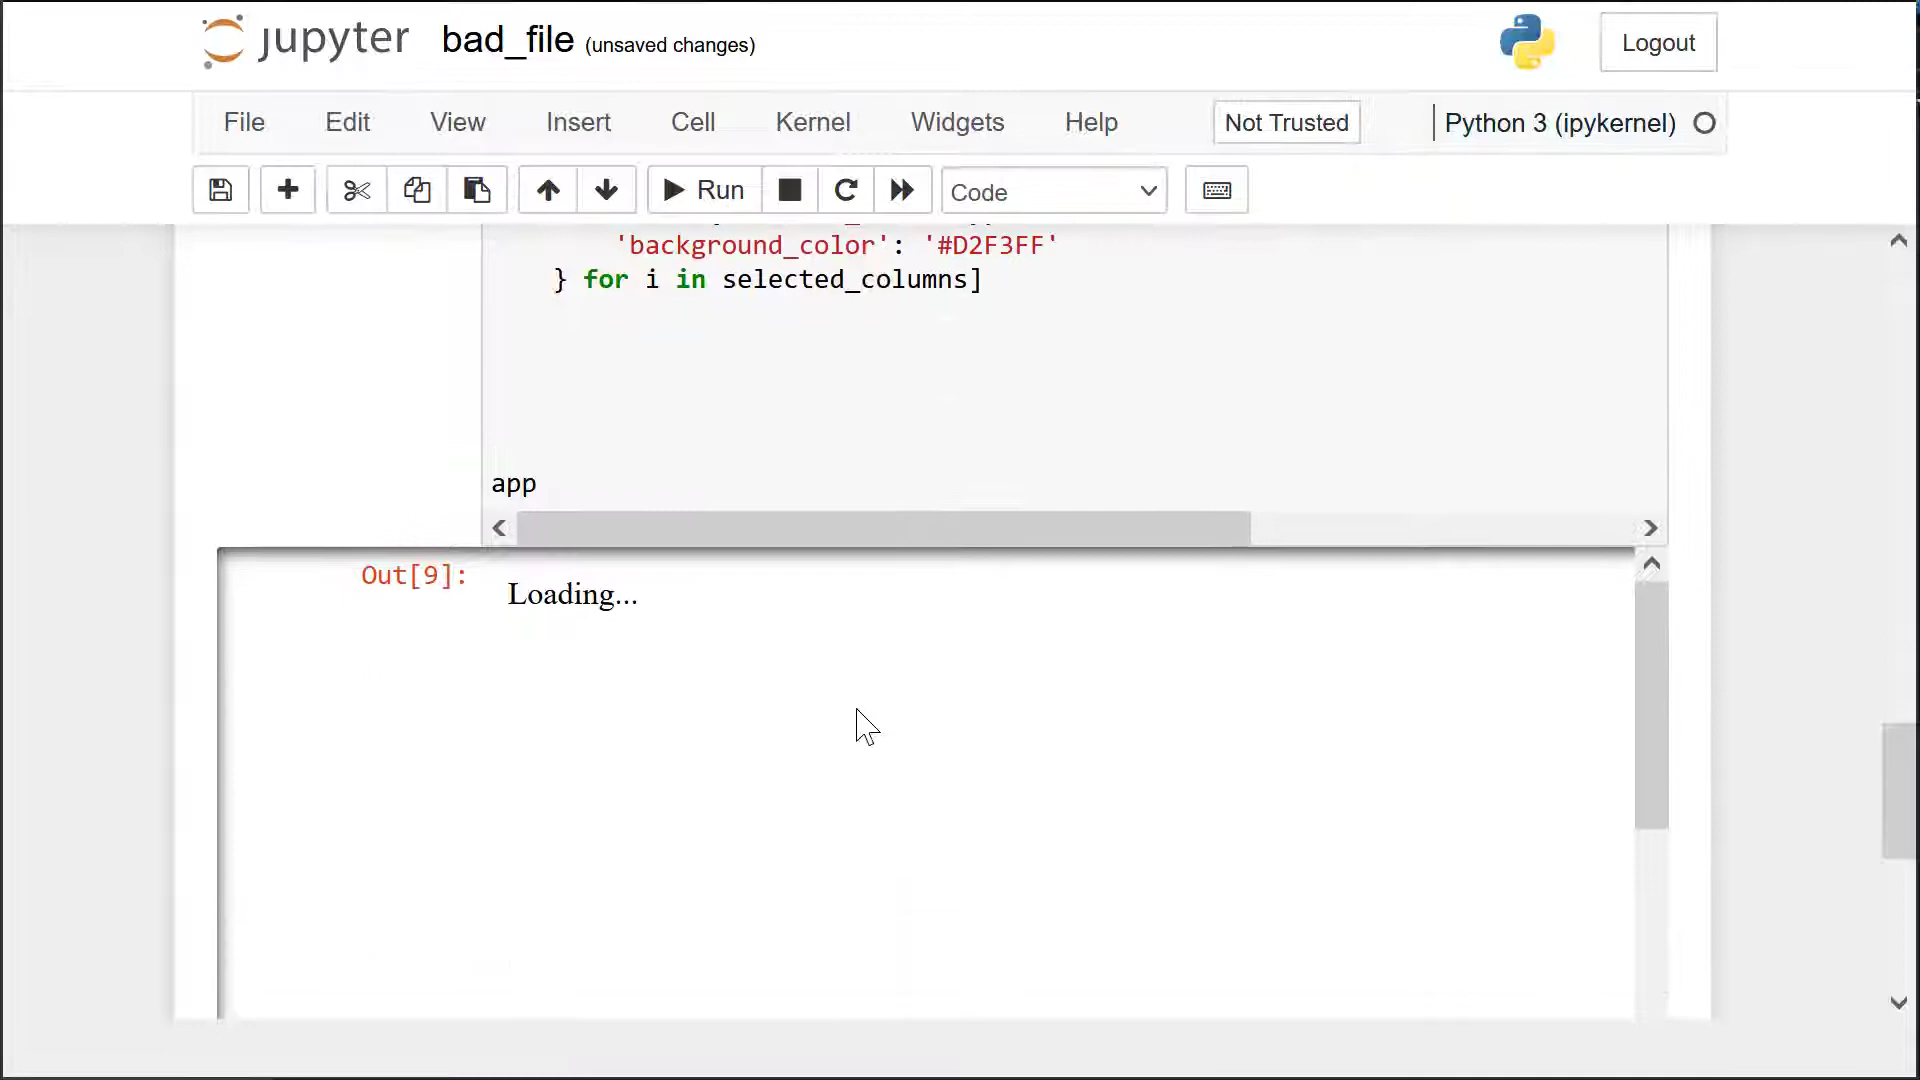 jupyter bad_file (unsaved changes) Logout
File Edit View Insert Cell Kernel Widgets Help Not Trusted Python 3 (ipykernel)
Run Code
'background_color': '#D2F3FF'
} for i in selected_columns]
app
Out[9]: Loading...